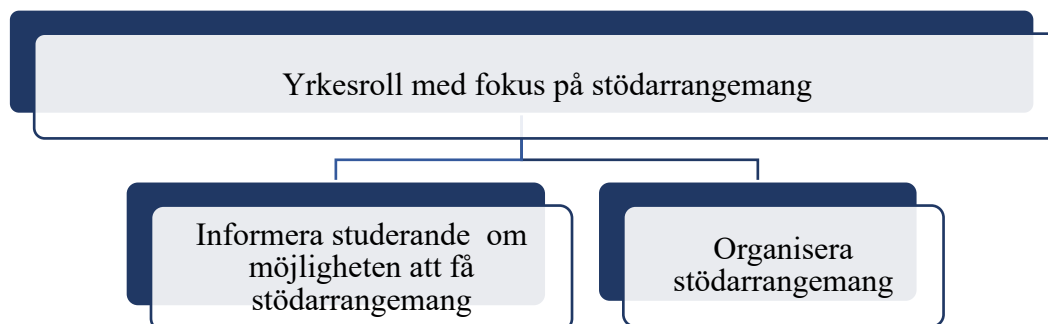 Yrkesroll med fokus på stödarrangemang
Informera studerande om
möjligheten att få
stödarrangemang
Organisera
stödarrangemang